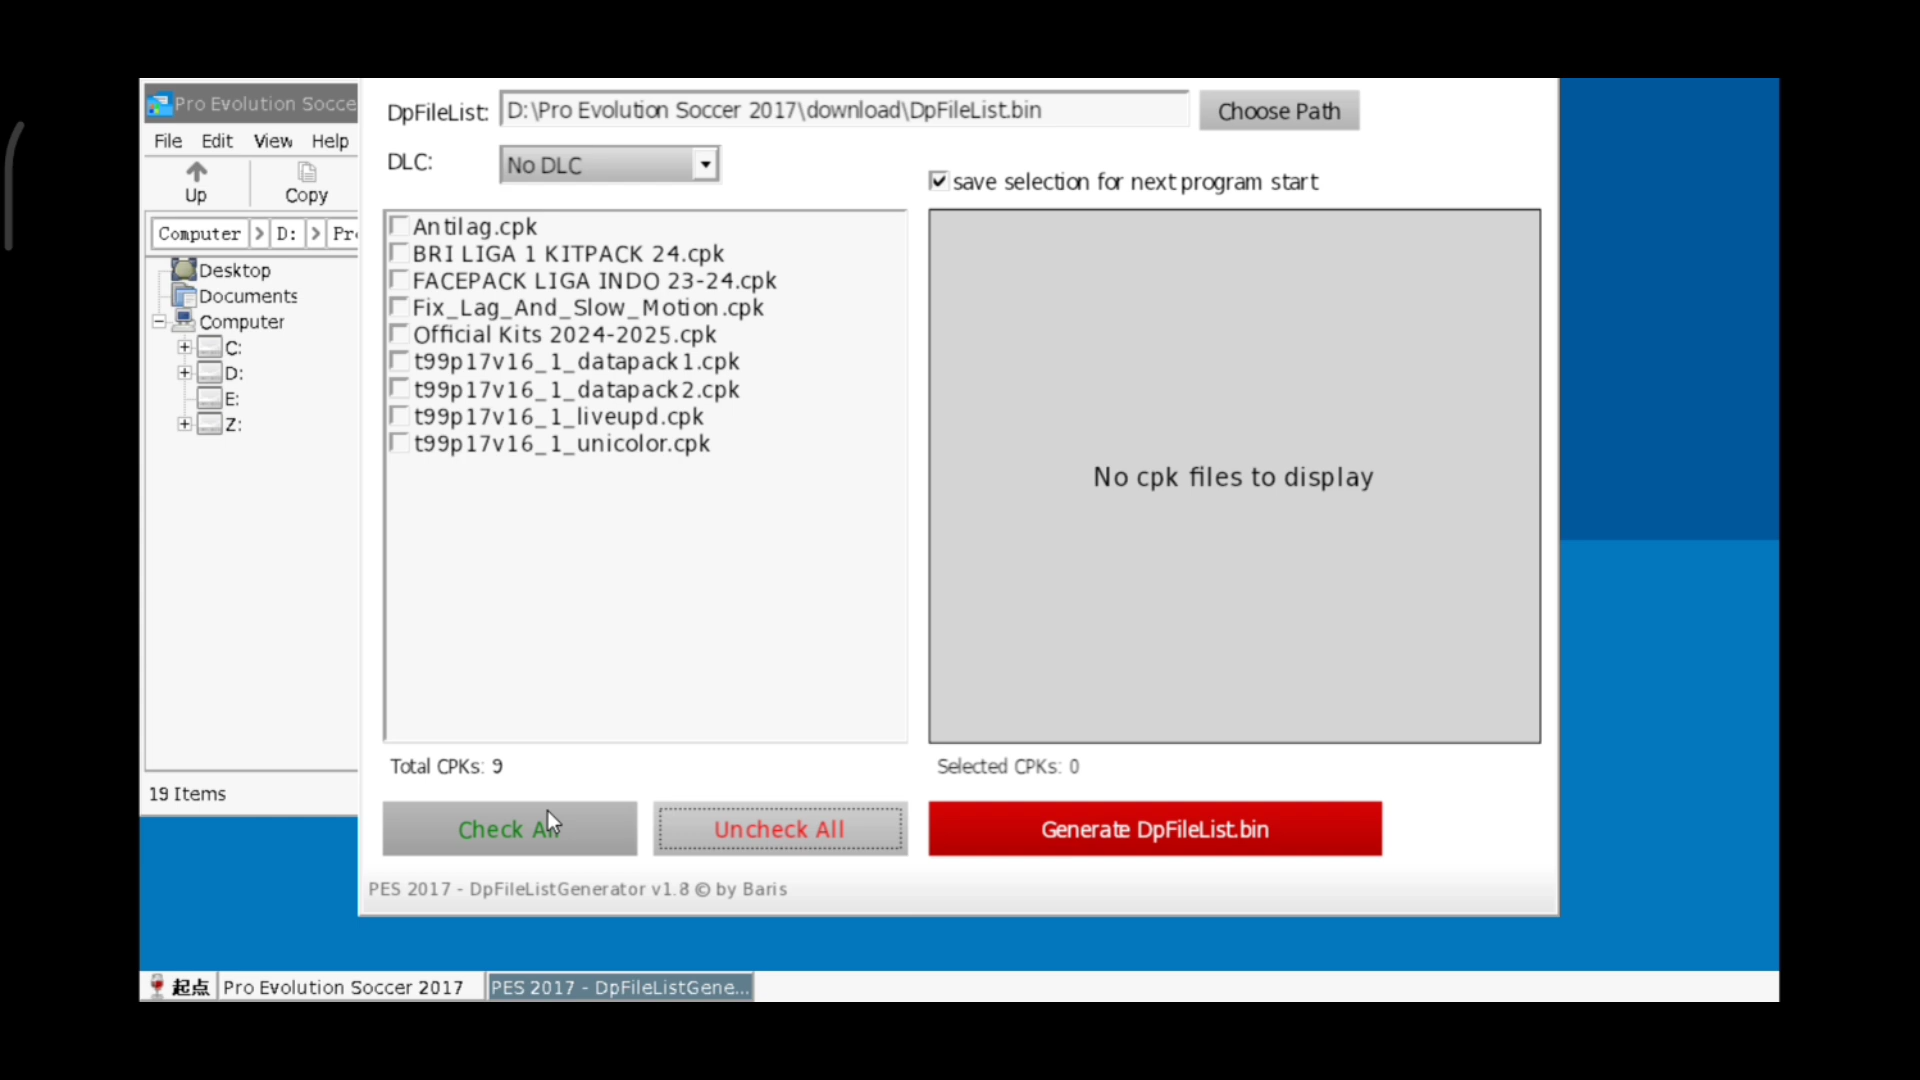 Pro Evolution Socce
File Edit View Help
Up Copy
Computer D: Pr
Desktop
Documents
Computer
C:
D:
E:
Z:
19 Items
DpFileList: D:\Pro Evolution Soccer 2017\download\DpFileList.bin Choose Path
DLC: No DLC
save selection for next program start
Antilag.cpk
BRI LIGA 1 KITPACK 24.cpk
FACEPACK LIGA INDO 23-24.cpk
Fix_Lag_And_Slow_Motion.cpk
Official Kits 2024-2025.cpk
t99p17v16_1_datapack1.cpk
t99p17v16_1_datapack2.cpk
t99p17v16_1_liveupd.cpk
t99p17v16_1_unicolor.cpk
No cpk files to display
Total CPKs: 9
Selected CPKs: 0
Check All Uncheck All Generate DpFileList.bin
PES 2017 - DpFileListGenerator v1.8 © by Baris
起点 Pro Evolution Soccer 2017 PES 2017 - DpFileListGene...